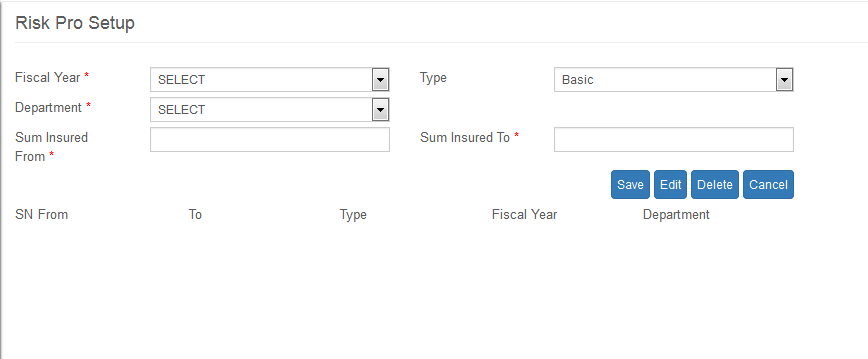 Risk Pro Setup
Fiscal Year * SELECT Type Basic
Department * SELECT
Sum Insured From * Sum Insured To *
Save Edit Delete Cancel
SN From To Type Fiscal Year Department